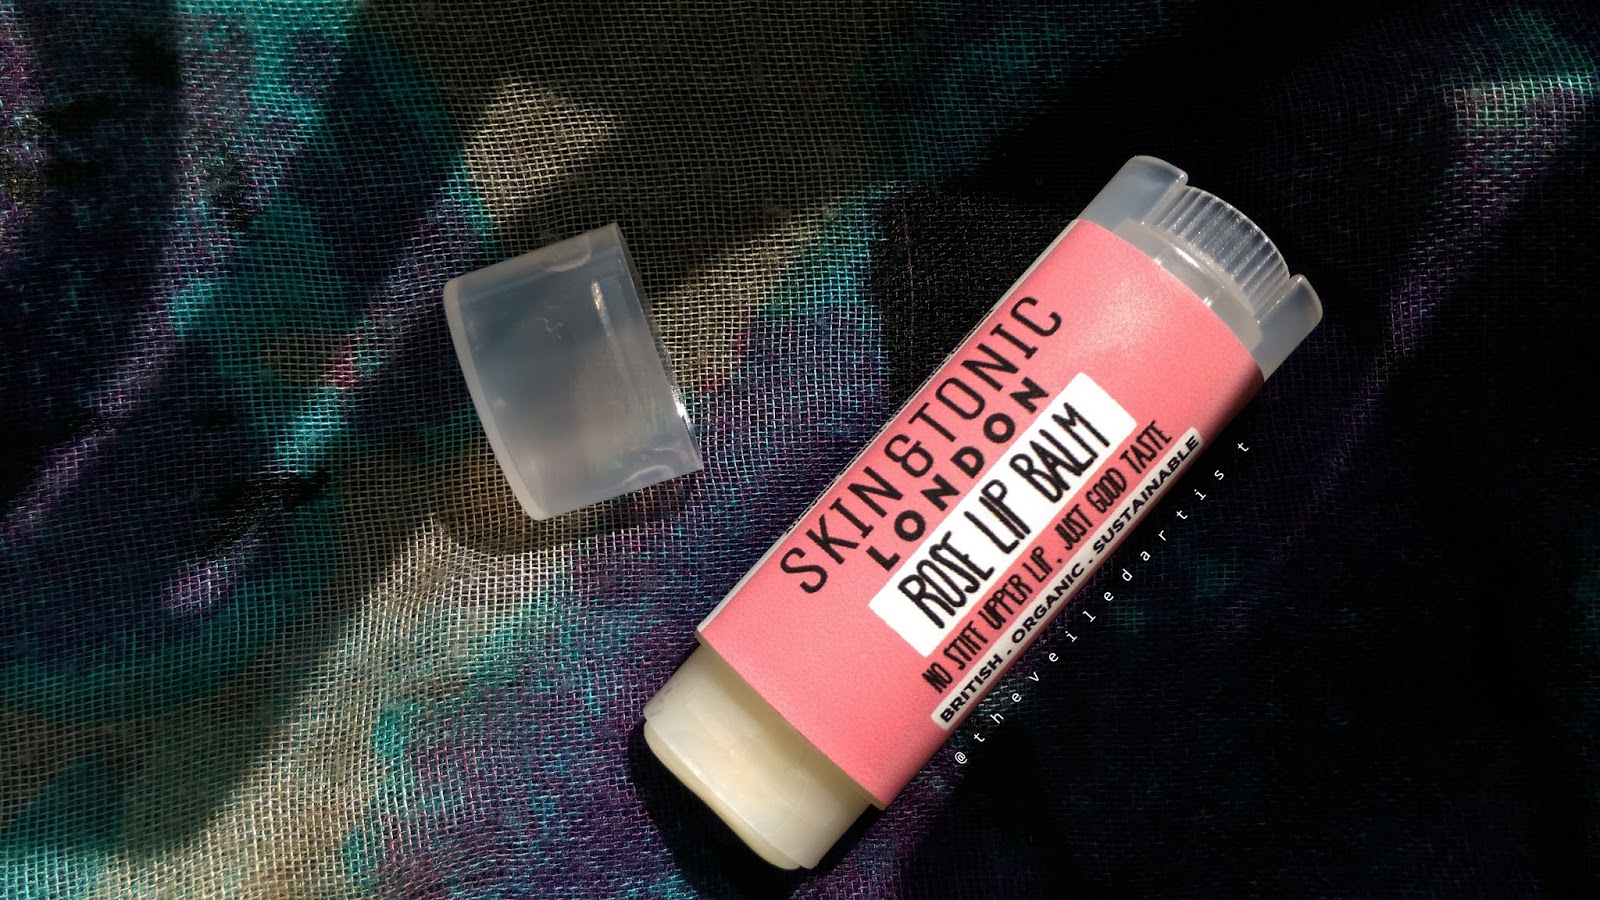 SKIN&TONIC
LONDON
ROSE LIP BALM
NO STIFF UPPER LIP, JUST GOOD TASTE
BRITISH - ORGANIC - SUSTAINABLE
@theveiledartist